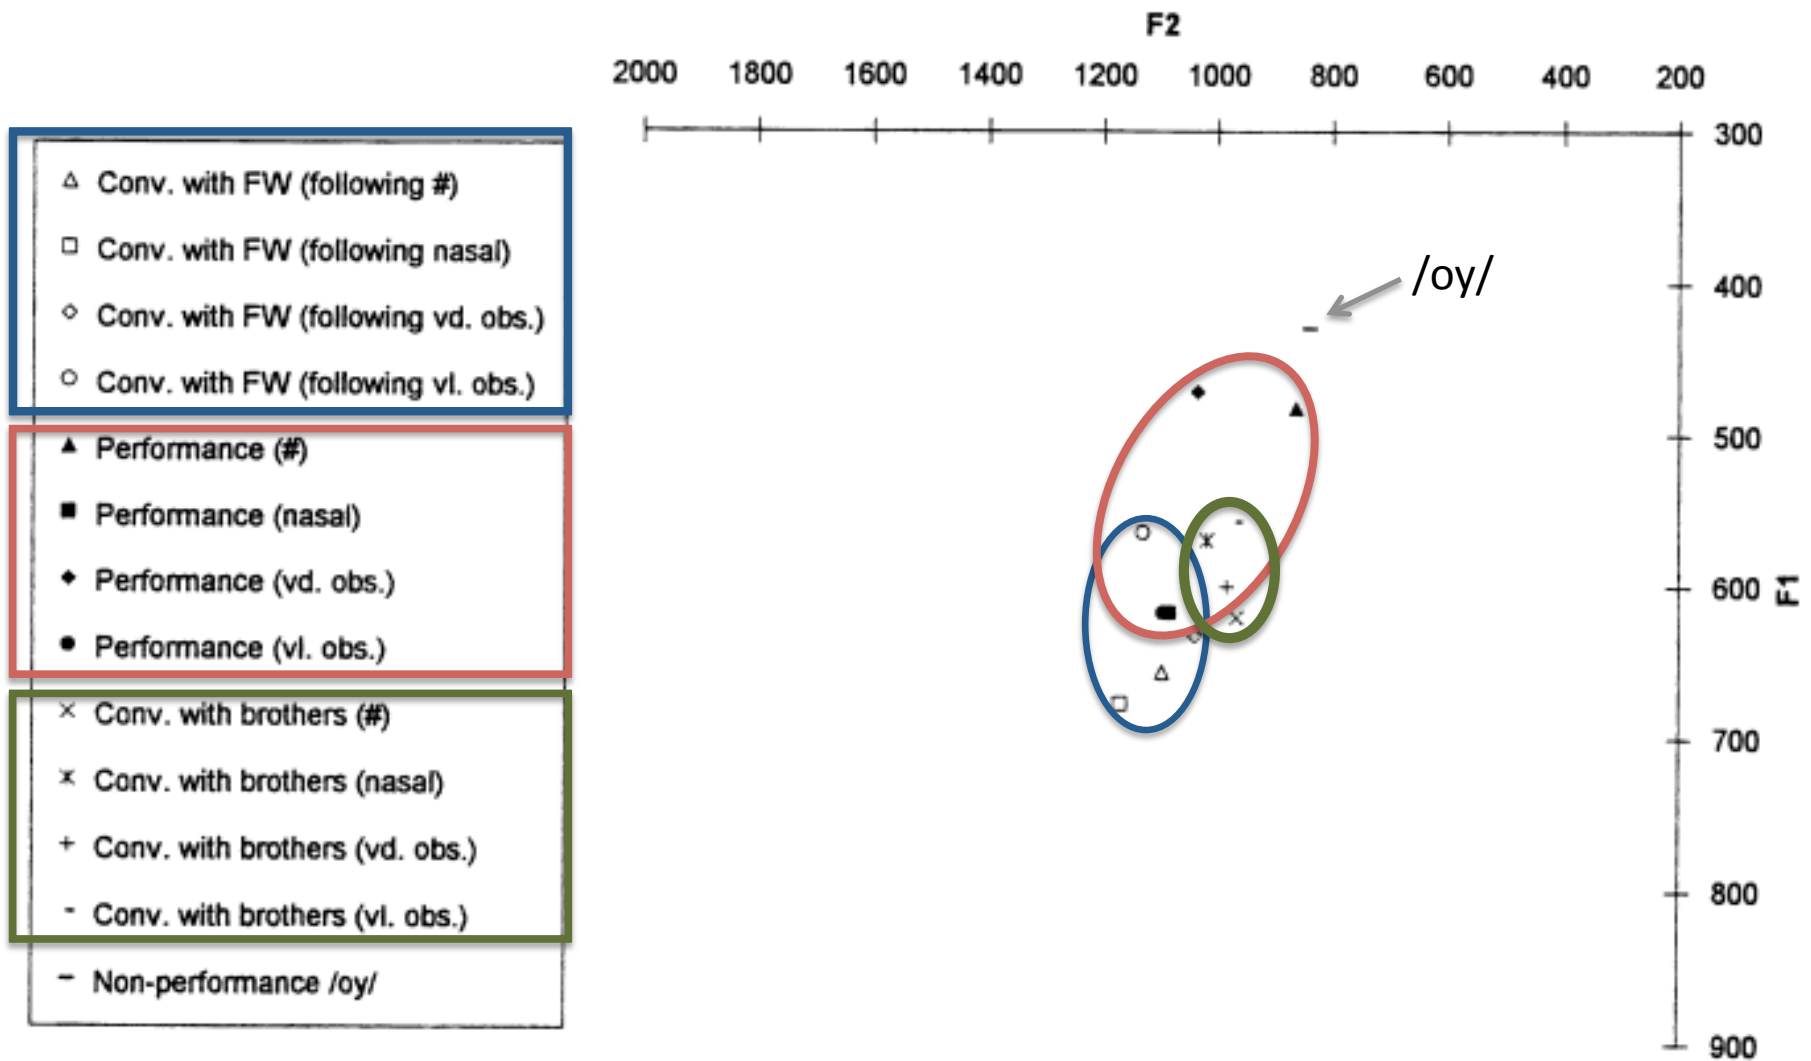 F2
2000 1800 1600 1400 1200 1000 800 600 400 200
300
400
500
600
700
800
900
F1
/oy/
Conv. with FW (following #)
Conv. with FW (following nasal)
Conv. with FW (following vd. obs.)
Conv. with FW (following vl. obs.)
Performance (#)
Performance (nasal)
Performance (vd. obs.)
Performance (vl. obs.)
Conv. with brothers (#)
Conv. with brothers (nasal)
Conv. with brothers (vd. obs.)
Conv. with brothers (vl. obs.)
Non-performance /oy/